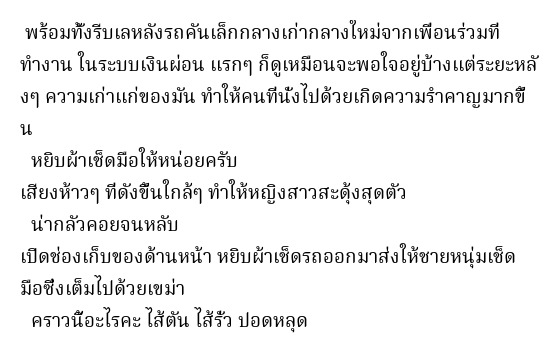 พร้อมทั้งรีบเลหลังรถคันเล็กกลางเก่ากลางใหม่จากเพื่อนร่วมที่
ทำงาน ในระบบเงินผ่อน แรกๆ ก็ดูเหมือนจะพอใจอยู่บ้างแต่ระยะหลั
งๆ ความเก่าแก่ของมัน ทำให้คนที่นั่งไปด้วยเกิดความรำคาญมากขึ้
น
หยิบผ้าเช็ดมือให้หน่อยครับ
เสียงห้าวๆ ที่ดังขึ้นใกล้ๆ ทำให้หญิงสาวสะดุ้งสุดตัว
น่ากลัวคอยจนหลับ
เปิดช่องเก็บของด้านหน้า หยิบผ้าเช็ดรถออกมาส่งให้ชายหนุ่มเช็ด
มือซึ่งเต็มไปด้วยเขม่า
คราวนี้อะไรคะ ไส้ตัน ไส้รั่ว ปอดหลุด